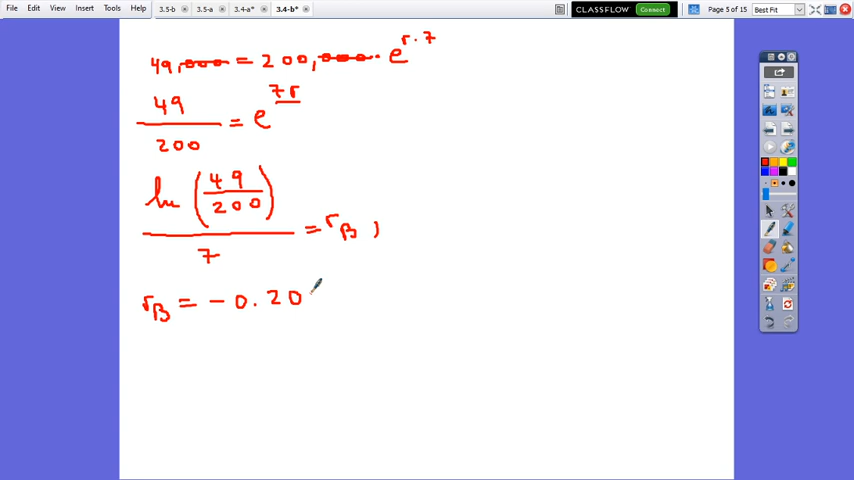 File Edit View Insert Tools Help 3.5-b 3.5-a 3.4-a* 3.4-b* CLASSFLOW Connect Page 5 of 15 Best Fit
49,000 = 200,000 · e^(r·7)
49/200 = e^(7r)
ln(49/200)/7 = r_B,
r_B = -0.20